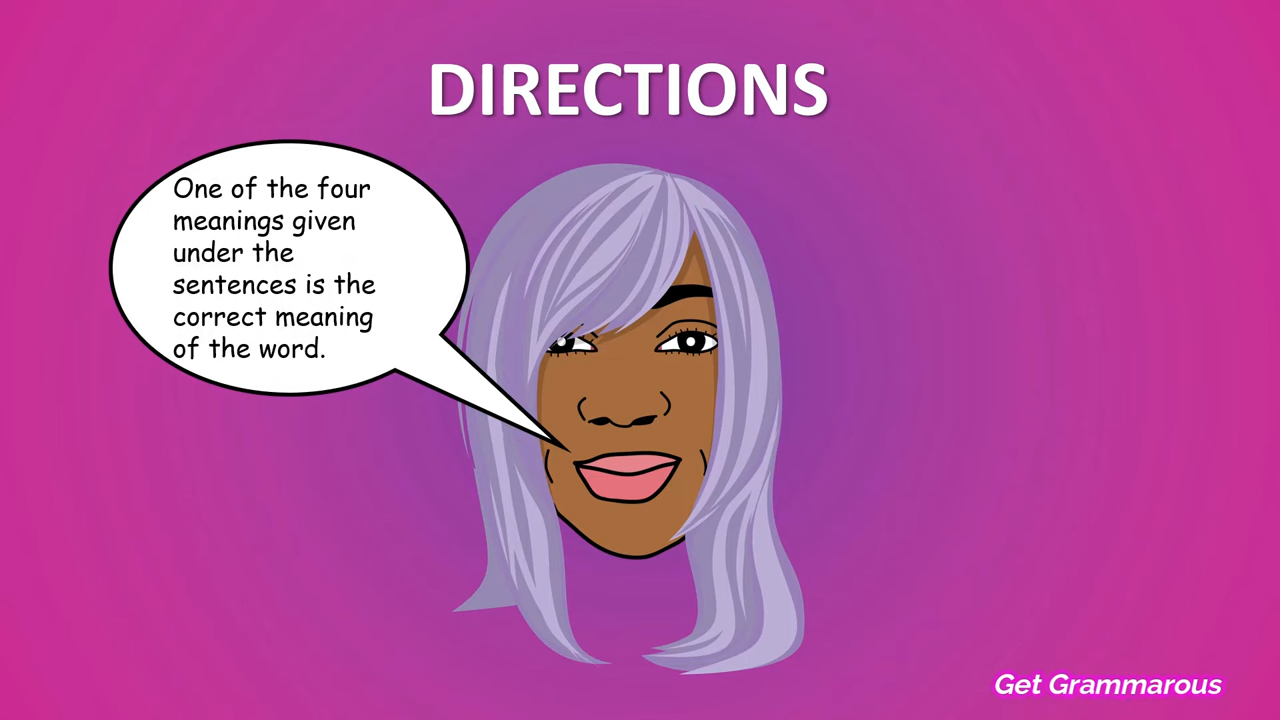 DIRECTIONS
One of the four
meanings given
under the
sentences is the
correct meaning
of the word.
Get Grammarous